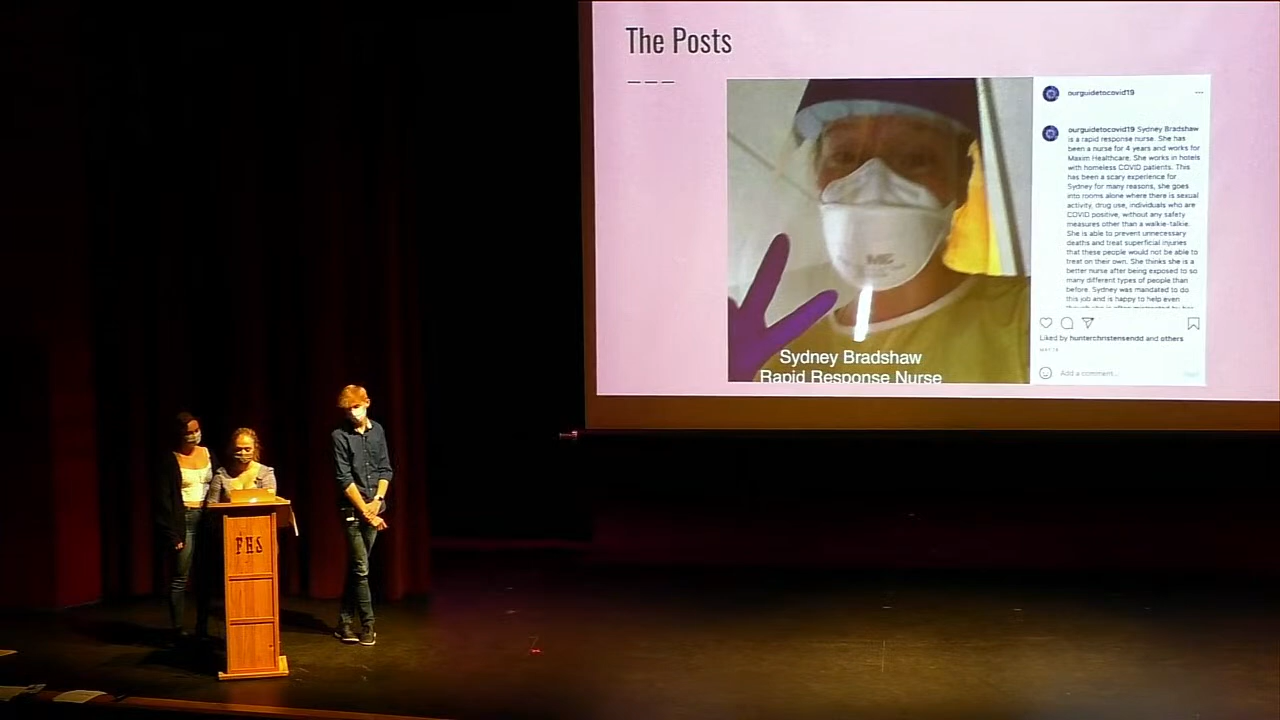 The Posts
Sydney Bradshaw
Rapid Response Nurse
ourguidetocovid19
ourguidetocovid19 Sydney Bradshaw
is a rapid response nurse. She has
been a nurse for 4 years and works for
Maxim Healthcare. She works in hotels
with homeless COVID patients. This
has been a scary experience for
Sydney for many reasons, she goes
into rooms alone where there is sexual
activity, drug use, individuals who are
COVID positive, without any safety
measures other than a walkie-talkie.
She is able to prevent unnecessary
deaths and treat superficial injuries
that these people would not be able to
treat on their own. She thinks she is a
better nurse after being exposed to so
many different types of people than
before. Sydney was mandated to do
this job and is happy to help even
Liked by hunterchristensendd and others
Add a comment...
FHS